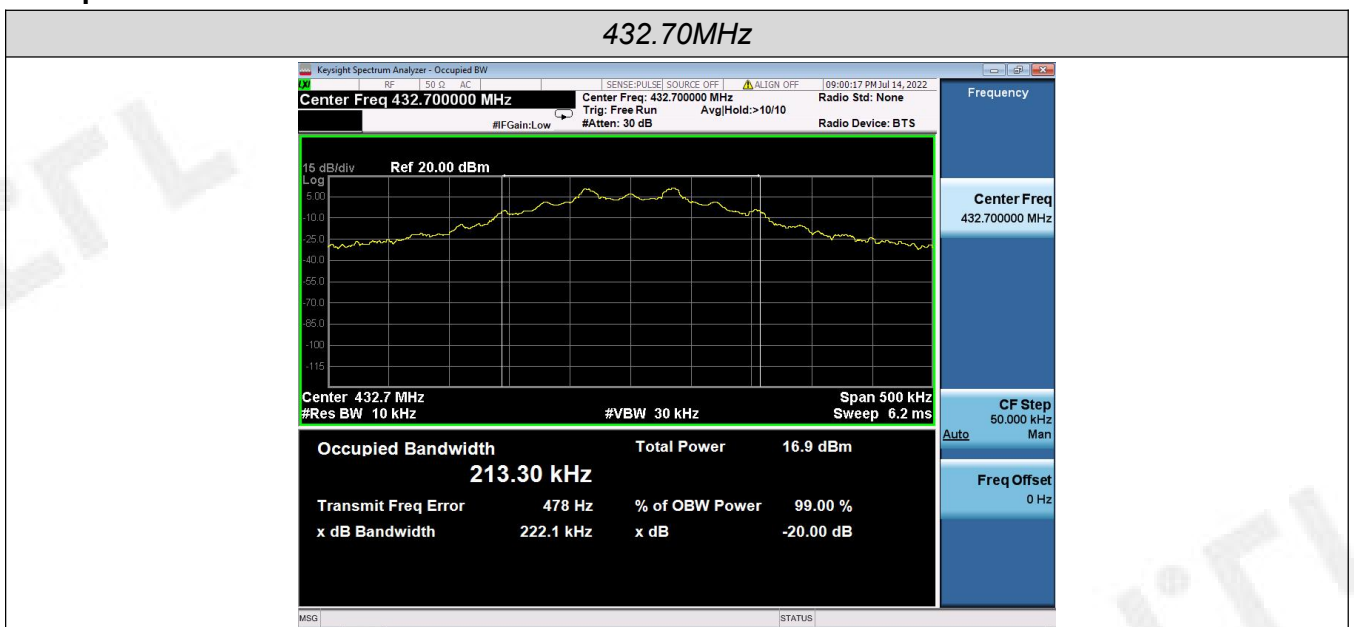 432.70MHz
Keysight Spectrum Analyzer - Occupied BW
RF 50 Ω AC SENSE:PULSE SOURCE OFF ALIGN OFF 09:00:17 PM Jul 14, 2022
Center Freq 432.700000 MHz
Center Freq: 432.700000 MHz Radio Std: None
Trig: Free Run Avg|Hold:>10/10
#IFGain:Low #Atten: 30 dB Radio Device: BTS
15 dB/div Ref 20.00 dBm
Log
5.00
-10.0
-25.0
-40.0
-55.0
-70.0
-85.0
-100
-115
Center 432.7 MHz Span 500 kHz
#Res BW 10 kHz #VBW 30 kHz Sweep 6.2 ms
Occupied Bandwidth Total Power 16.9 dBm
213.30 kHz
Transmit Freq Error 478 Hz % of OBW Power 99.00 %
x dB Bandwidth 222.1 kHz x dB -20.00 dB
MSG STATUS
Frequency
Center Freq
432.700000 MHz
CF Step
50.000 kHz
Auto Man
Freq Offset
0 Hz